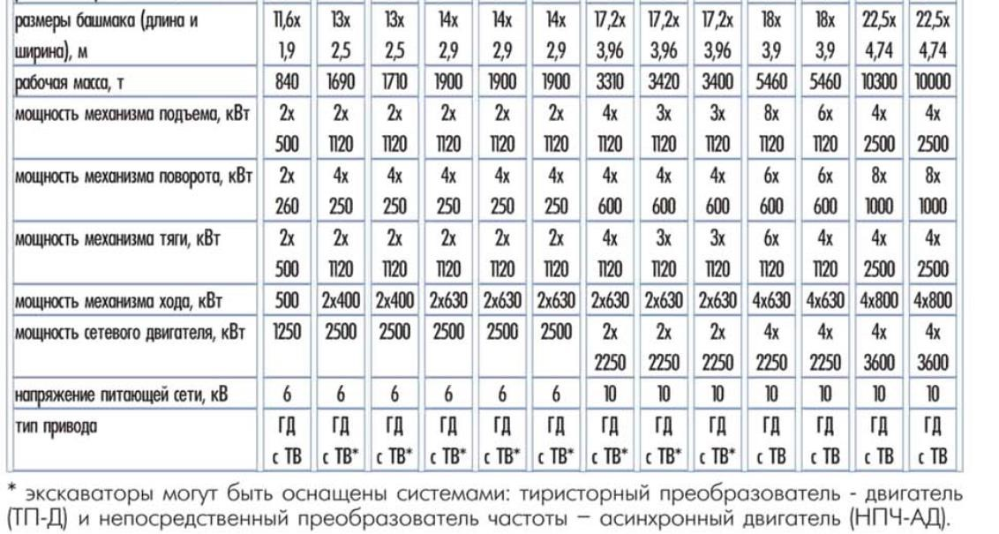 размеры башмака (длина и 11,6х 13х 13х 14х 14х 14х 17,2х 17,2х 17,2х 18х 18х 22,5х 22,5х
ширина), м 1,9 2,5 2,5 2,9 2,9 2,9 3,96 3,96 3,96 3,9 3,9 4,74 4,74
рабочая масса, т 840 1690 1710 1900 1900 1900 3310 3420 3400 5460 5460 10300 10000
мощность механизма подъема, кВт 2х 2х 2х 2х 2х 2х 4х 3х 3х 8х 6х 4х 4х
500 1120 1120 1120 1120 1120 1120 1120 1120 1120 1120 2500 2500
мощность механизма поворота, кВт 2х 4х 4х 4х 4х 4х 4х 4х 4х 6х 6х 8х 8х
260 250 250 250 250 250 600 600 600 600 600 1000 1000
мощность механизма тяги, кВт 2х 2х 2х 2х 2х 2х 4х 3х 3х 6х 4х 4х 4х
500 1120 1120 1120 1120 1120 1120 1120 1120 1120 1120 2500 2500
мощность механизма хода, кВт 500 2х400 2х400 2х630 2х630 2х630 2х630 2х630 2х630 4х630 4х630 4х800 4х800
мощность сетевого двигателя, кВт 1250 2500 2500 2500 2500 2500 2х 2х 2х 4х 4х 4х 4х
2250 2250 2250 2250 2250 3600 3600
напряжение питающей сети, кВ 6 6 6 6 6 6 10 10 10 10 10 10 10
тип привода ГД ГД ГД ГД ГД ГД ГД ГД ГД ГД ГД ГД ГД
с ТВ с ТВ* с ТВ* с ТВ* с ТВ* с ТВ* с ТВ* с ТВ* с ТВ* с ТВ с ТВ с ТВ с ТВ
* экскаваторы могут быть оснащены системами: тиристорный преобразователь - двигатель
(ТП-Д) и непосредственный преобразователь частоты – асинхронный двигатель (НПЧ-АД).